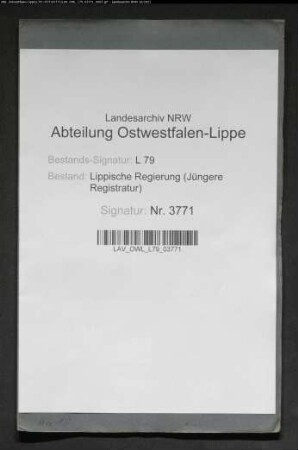 Landesarchiv NRW
Abteilung Ostwestfalen-Lippe
Bestands-Signatur: L 79
Bestand: Lippische Regierung (Jüngere
Registratur)
Signatur: Nr. 3771
LAV_OWL_L79_03771